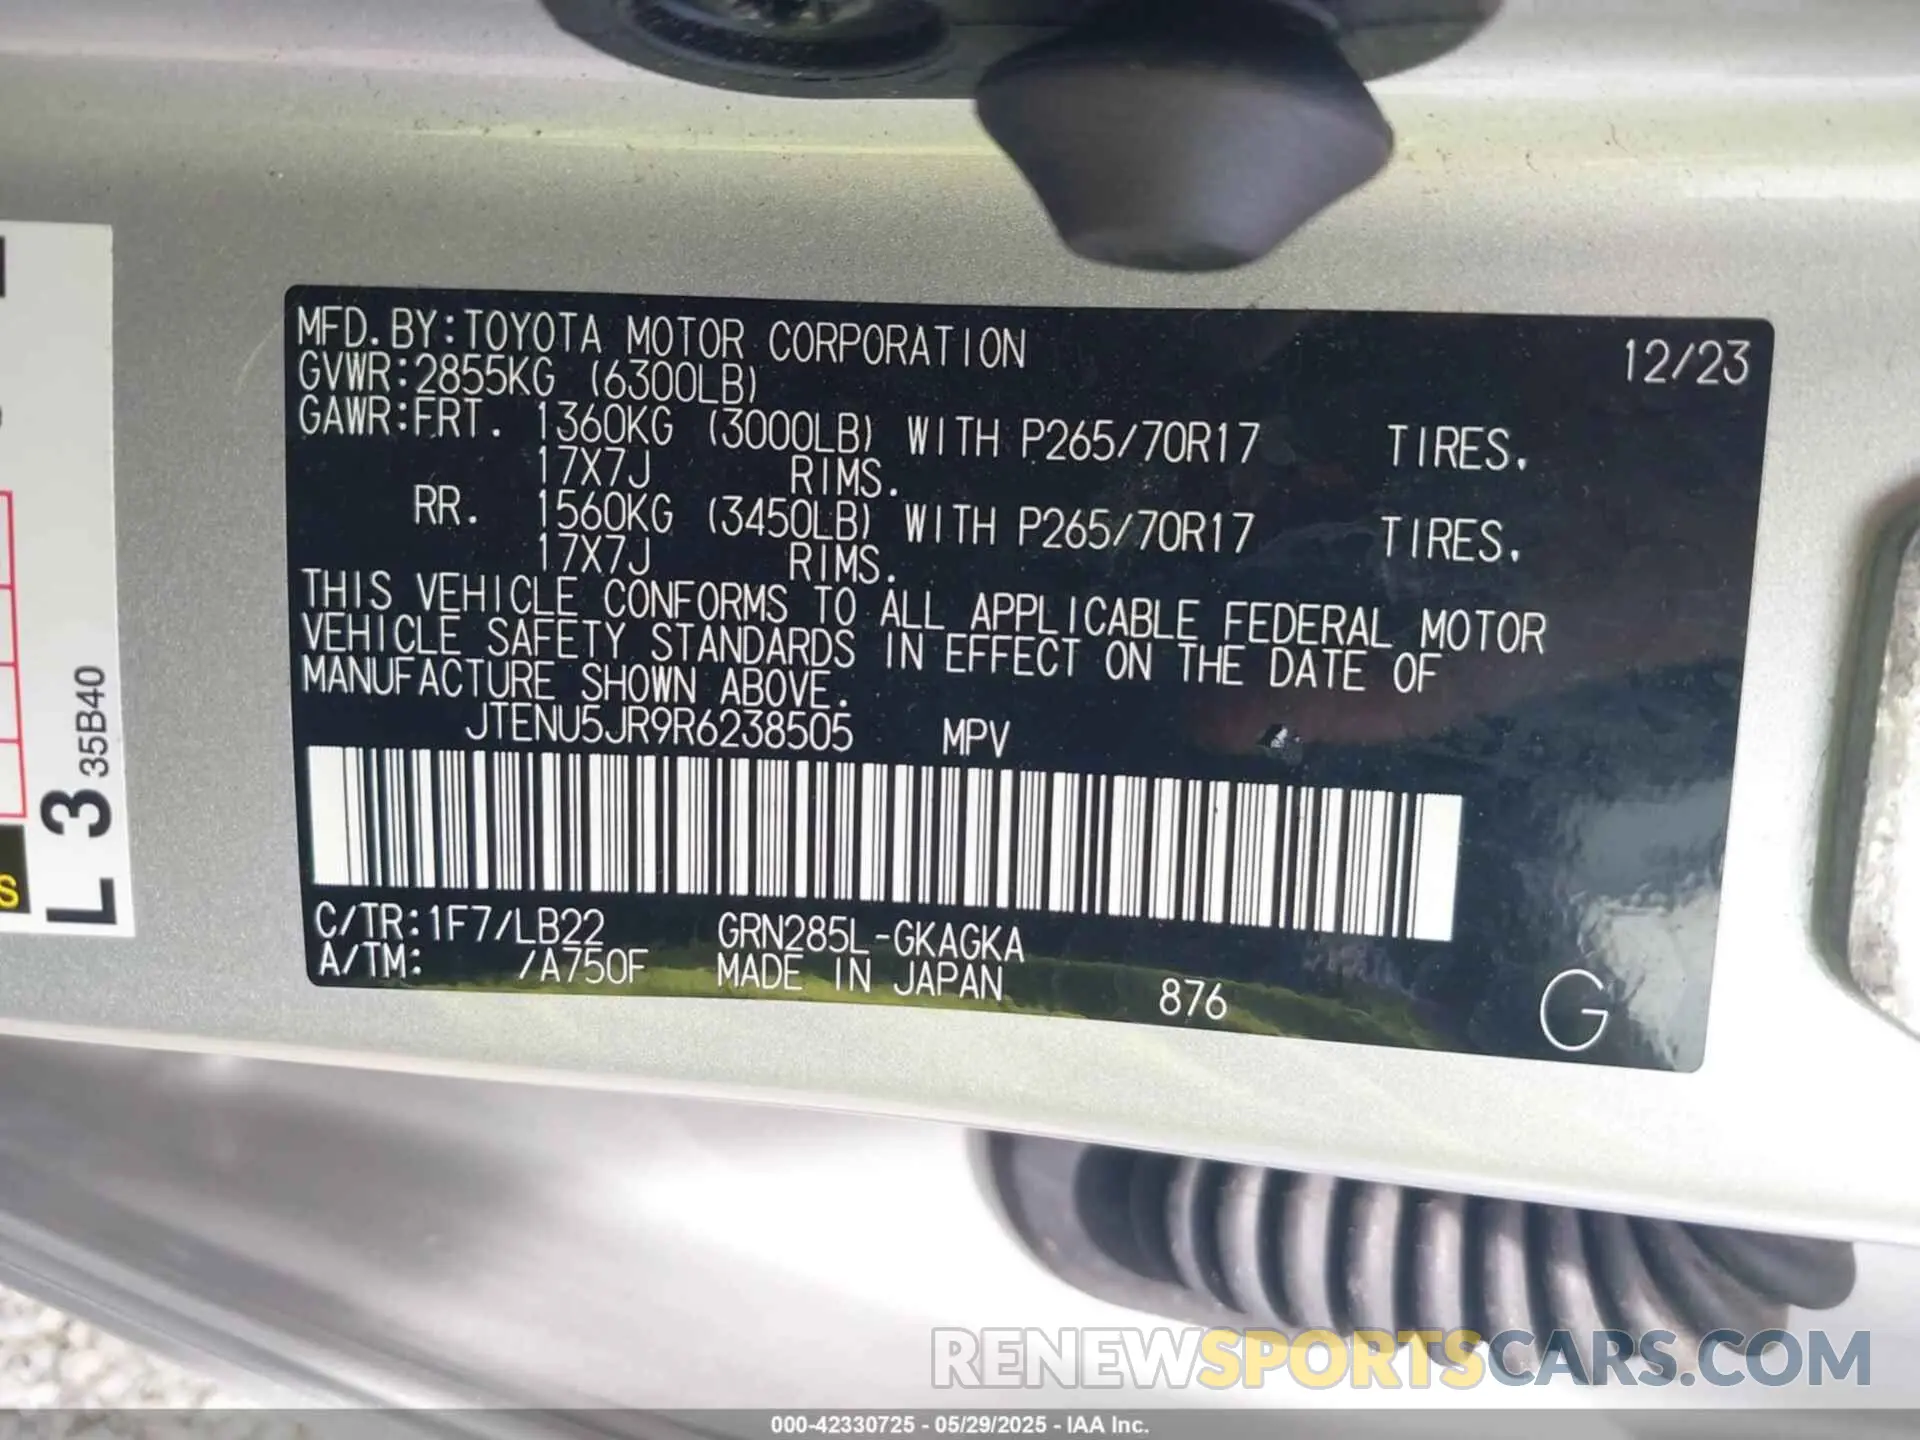 MFD.BY:TOYOTA MOTOR CORPORATION 12/23
GVWR:2855KG (6300LB)
GAWR:FRT. 1360KG (3000LB) WITH P265/70R17 TIRES.
17X7J RIMS.
RR. 1560KG (3450LB) WITH P265/70R17 TIRES.
17X7J RIMS.
THIS VEHICLE CONFORMS TO ALL APPLICABLE FEDERAL MOTOR
VEHICLE SAFETY STANDARDS IN EFFECT ON THE DATE OF
MANUFACTURE SHOWN ABOVE.
JTENU5JR9R6238505 MPV
C/TR:1F7/LB22 GRN285L-GKAGKA
A/TM: /A750F MADE IN JAPAN 876
G
L 3 35B40
S
RENEWSPORTSCARS.COM
000-42330725 - 05/29/2025 - IAA Inc.